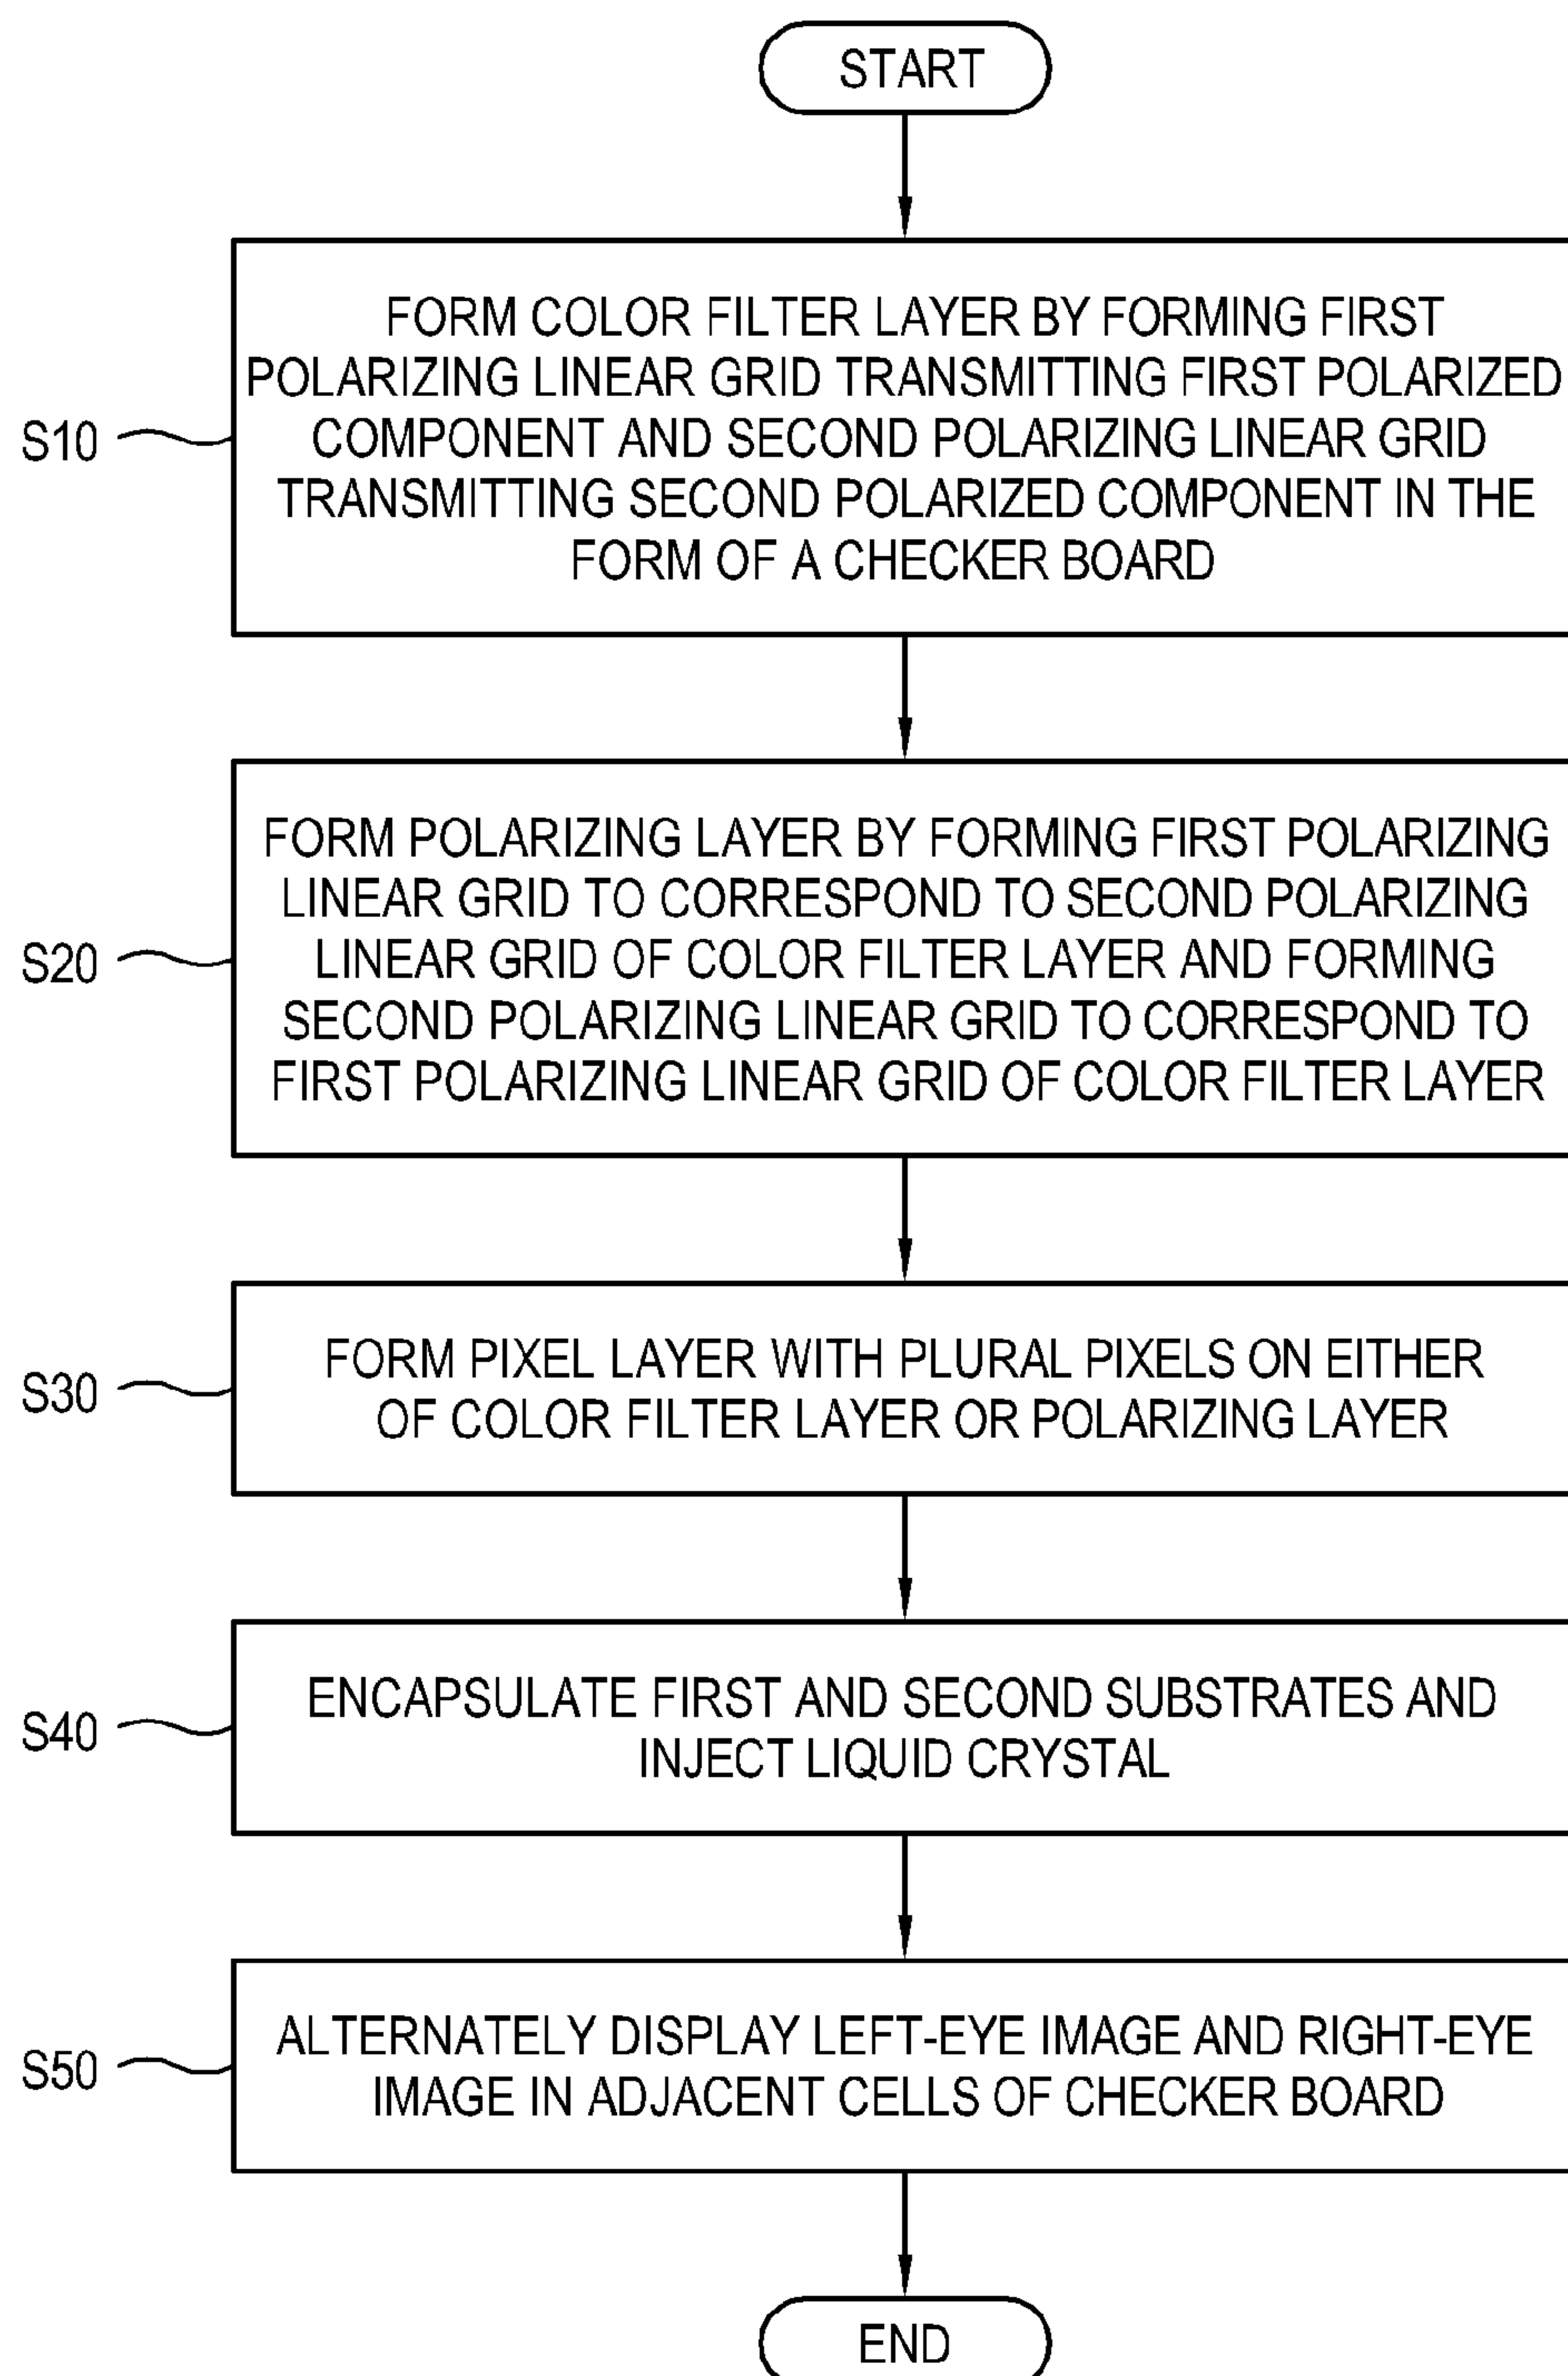 START
S10
FORM COLOR FILTER LAYER BY FORMING FIRST
POLARIZING LINEAR GRID TRANSMITTING FIRST POLARIZED
COMPONENT AND SECOND POLARIZING LINEAR GRID
TRANSMITTING SECOND POLARIZED COMPONENT IN THE
FORM OF A CHECKER BOARD
S20
FORM POLARIZING LAYER BY FORMING FIRST POLARIZING
LINEAR GRID TO CORRESPOND TO SECOND POLARIZING
LINEAR GRID OF COLOR FILTER LAYER AND FORMING
SECOND POLARIZING LINEAR GRID TO CORRESPOND TO
FIRST POLARIZING LINEAR GRID OF COLOR FILTER LAYER
S30
FORM PIXEL LAYER WITH PLURAL PIXELS ON EITHER
OF COLOR FILTER LAYER OR POLARIZING LAYER
S40
ENCAPSULATE FIRST AND SECOND SUBSTRATES AND
INJECT LIQUID CRYSTAL
S50
ALTERNATELY DISPLAY LEFT-EYE IMAGE AND RIGHT-EYE
IMAGE IN ADJACENT CELLS OF CHECKER BOARD
END